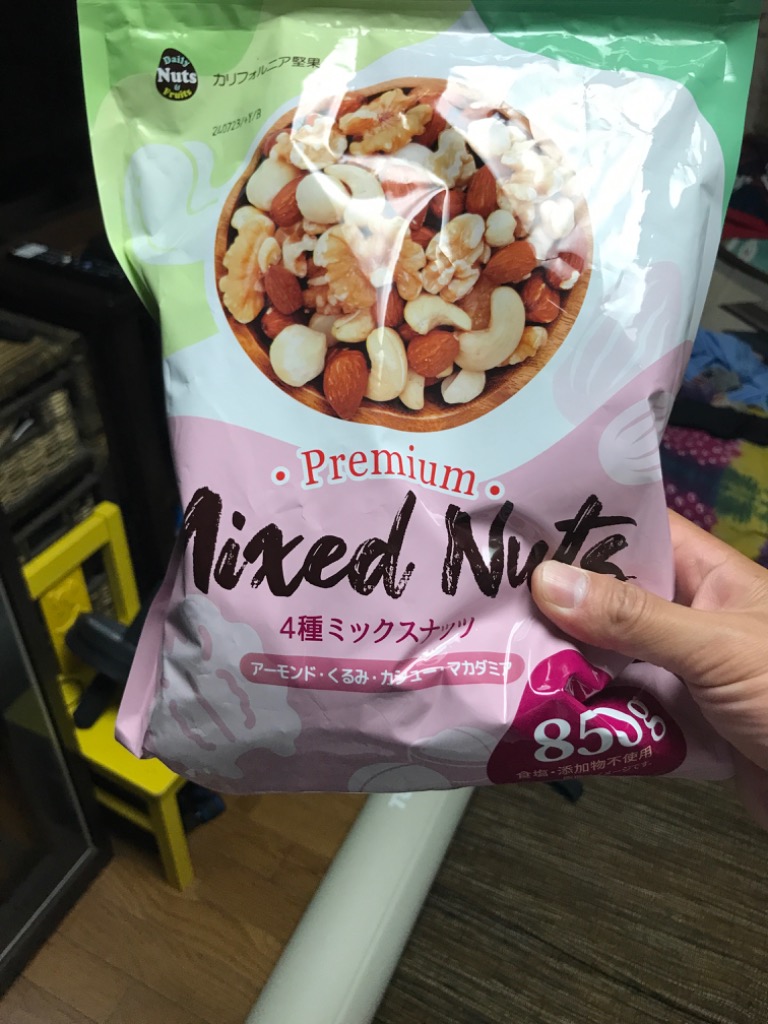 Daily
Nuts
&
Fruits
カリフォルニア堅果
240723/+Y/B
Premium
Mixed Nuts
4種ミックスナッツ
アーモンド・くるみ・カシュー・マカダミア
850g
食塩・添加物不使用